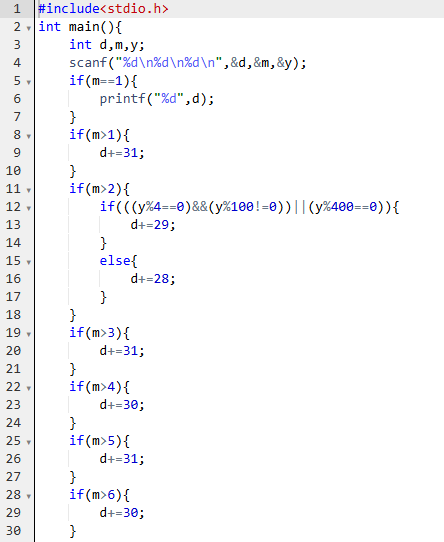 1 #include<stdio.h>
2 int main(){
3     int d,m,y;
4     scanf("%d\n%d\n%d\n",&d,&m,&y);
5     if(m==1){
6         printf("%d",d);
7     }
8     if(m>1){
9         d+=31;
10     }
11     if(m>2){
12         if(((y%4==0)&&(y%100!=0))||(y%400==0)){
13             d+=29;
14         }
15         else{
16             d+=28;
17         }
18     }
19     if(m>3){
20         d+=31;
21     }
22     if(m>4){
23         d+=30;
24     }
25     if(m>5){
26         d+=31;
27     }
28     if(m>6){
29         d+=30;
30     }